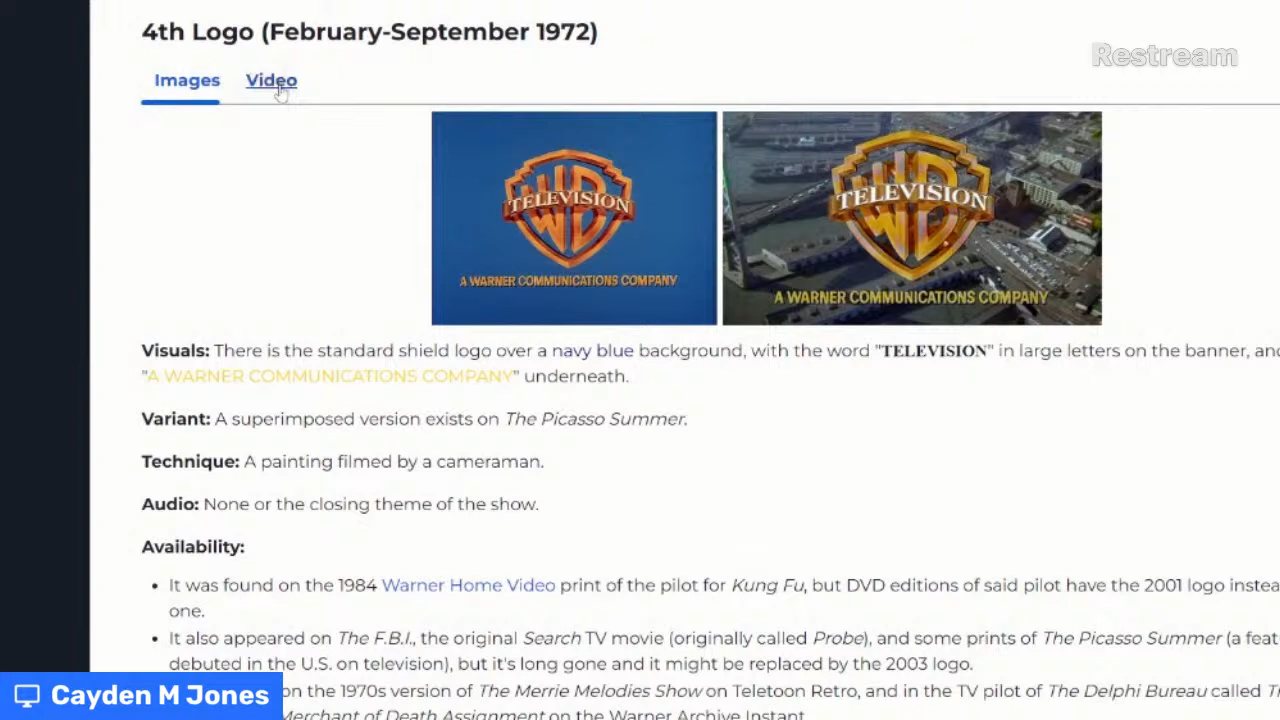 4th Logo (February-September 1972)
Restream
Images Video
WB TELEVISION
A WARNER COMMUNICATIONS COMPANY
WB TELEVISION
A WARNER COMMUNICATIONS COMPANY
Visuals: There is the standard shield logo over a navy blue background, with the word "TELEVISION" in large letters on the banner, and
"A WARNER COMMUNICATIONS COMPANY" underneath.
Variant: A superimposed version exists on The Picasso Summer.
Technique: A painting filmed by a cameraman.
Audio: None or the closing theme of the show.
Availability:
• It was found on the 1984 Warner Home Video print of the pilot for Kung Fu, but DVD editions of said pilot have the 2001 logo instea
one.
• It also appeared on The F.B.I., the original Search TV movie (originally called Probe), and some prints of The Picasso Summer (a feat
debuted in the U.S. on television), but it's long gone and it might be replaced by the 2003 logo.
on the 1970s version of The Merrie Melodies Show on Teletoon Retro, and in the TV pilot of The Delphi Bureau called
Merchant of Death Assignment on the Warner Archive Instant.
Cayden M Jones